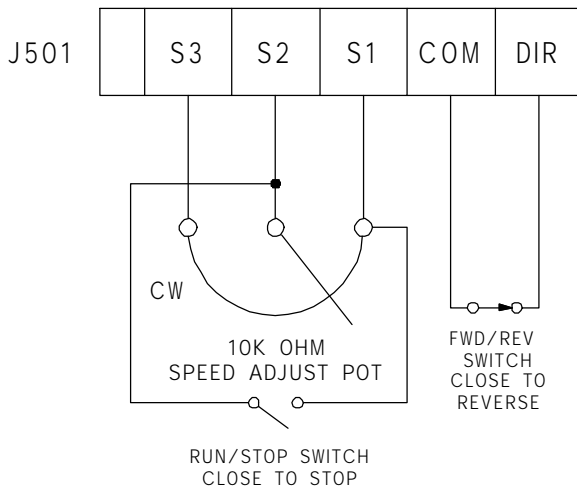 J501 S3 S2 S1 COM DIR
CW
10K OHM
SPEED ADJUST POT
FWD/REV
SWITCH
CLOSE TO
REVERSE
RUN/STOP SWITCH
CLOSE TO STOP